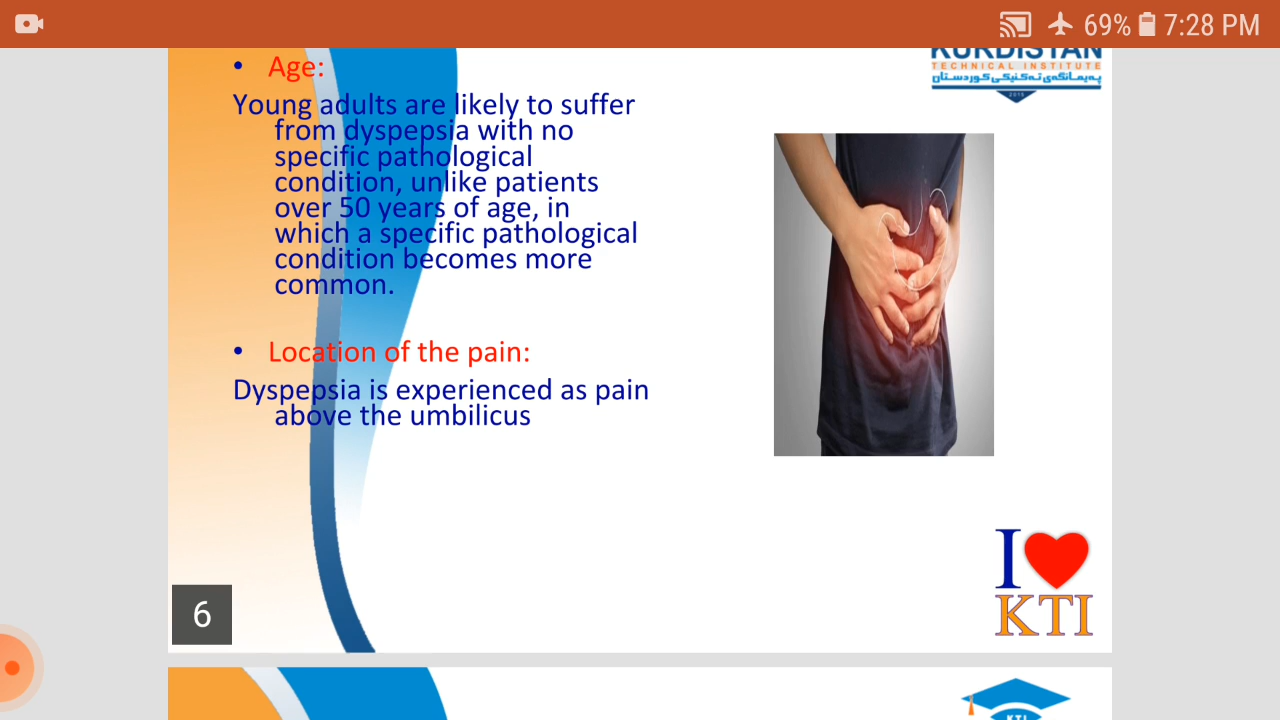 69% 7:28 PM
KURDISTAN
TECHNICAL INSTITUTE
پەیمانگەی تەکنیکی کوردستان
2015
• Age:
Young adults are likely to suffer
from dyspepsia with no
specific pathological
condition, unlike patients
over 50 years of age, in
which a specific pathological
condition becomes more
common.
• Location of the pain:
Dyspepsia is experienced as pain
above the umbilicus
I
KTI
6
KTI